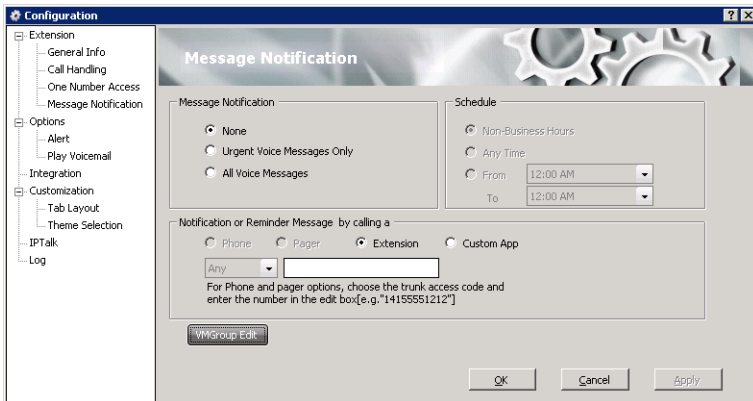 Configuration
Extension
General Info
Call Handling
One Number Access
Message Notification
Options
Alert
Play Voicemail
Integration
Customization
Tab Layout
Theme Selection
IPTalk
Log
Message Notification
Message Notification
None
Urgent Voice Messages Only
All Voice Messages
Schedule
Non-Business Hours
Any Time
From 12:00 AM
To 12:00 AM
Notification or Reminder Message by calling a
Phone Pager Extension Custom App
Any
For Phone and pager options, choose the trunk access code and
enter the number in the edit box[e.g."14155551212"]
VMGroup Edit
OK Cancel Apply